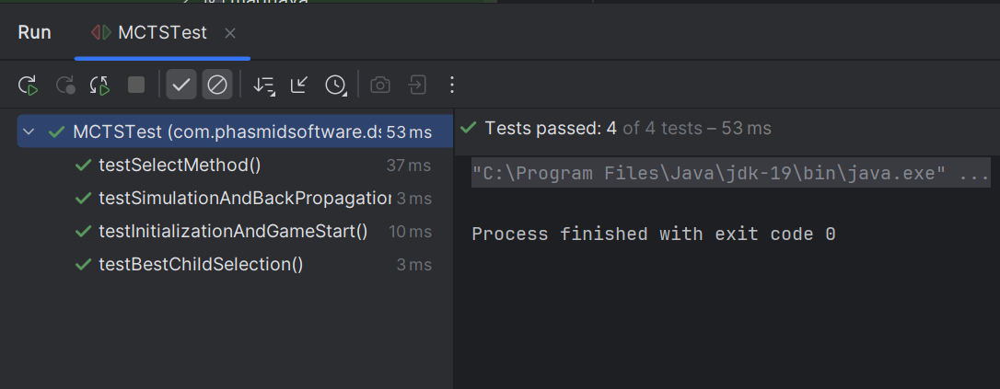 Run MCTSTest
MCTSTest (com.phasmidsoftware.ds 53 ms
testSelectMethod() 37 ms
testSimulationAndBackPropagation 3 ms
testInitializationAndGameStart() 10 ms
testBestChildSelection() 3 ms
Tests passed: 4 of 4 tests – 53 ms
"C:\Program Files\Java\jdk-19\bin\java.exe" ...
Process finished with exit code 0